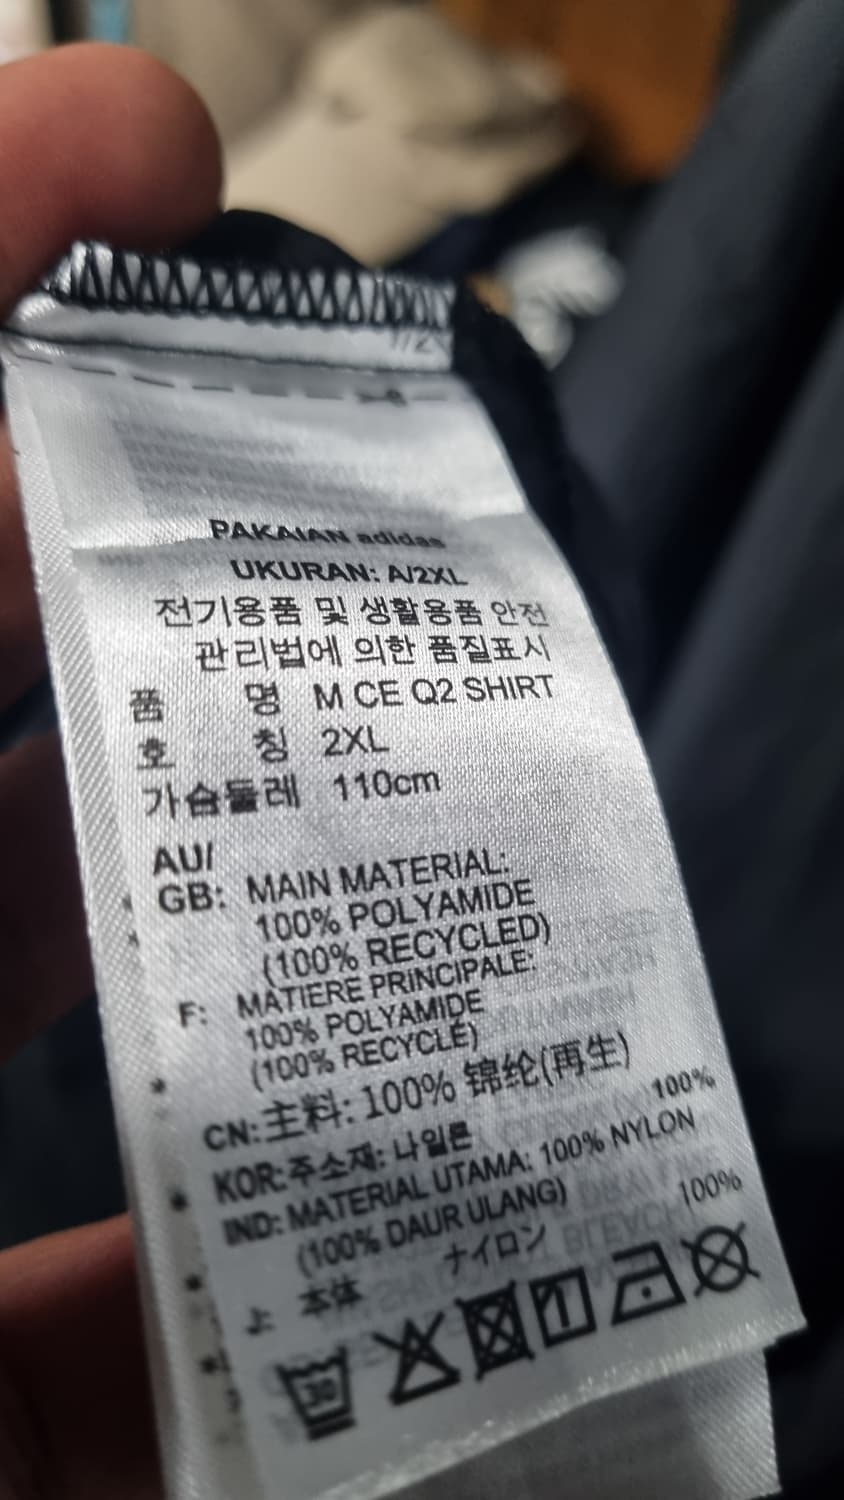 PAKAIAN adidas
UKURAN: A/2XL
전기용품 및 생활용품 안전
관리법에 의한 품질표시
품 명 M CE Q2 SHIRT
호 칭 2XL
가슴둘레 110cm
AU/
GB: MAIN MATERIAL:
100% POLYAMIDE
(100% RECYCLED)
F: MATIERE PRINCIPALE:
100% POLYAMIDE
(100% RECYCLÉ)
CN:主料: 100% 锦纶(再生)
KOR:주소재: 나일론 100%
IND: MATERIAL UTAMA: 100% NYLON
(100% DAUR ULANG)
上 本体 ナイロン 100%
30